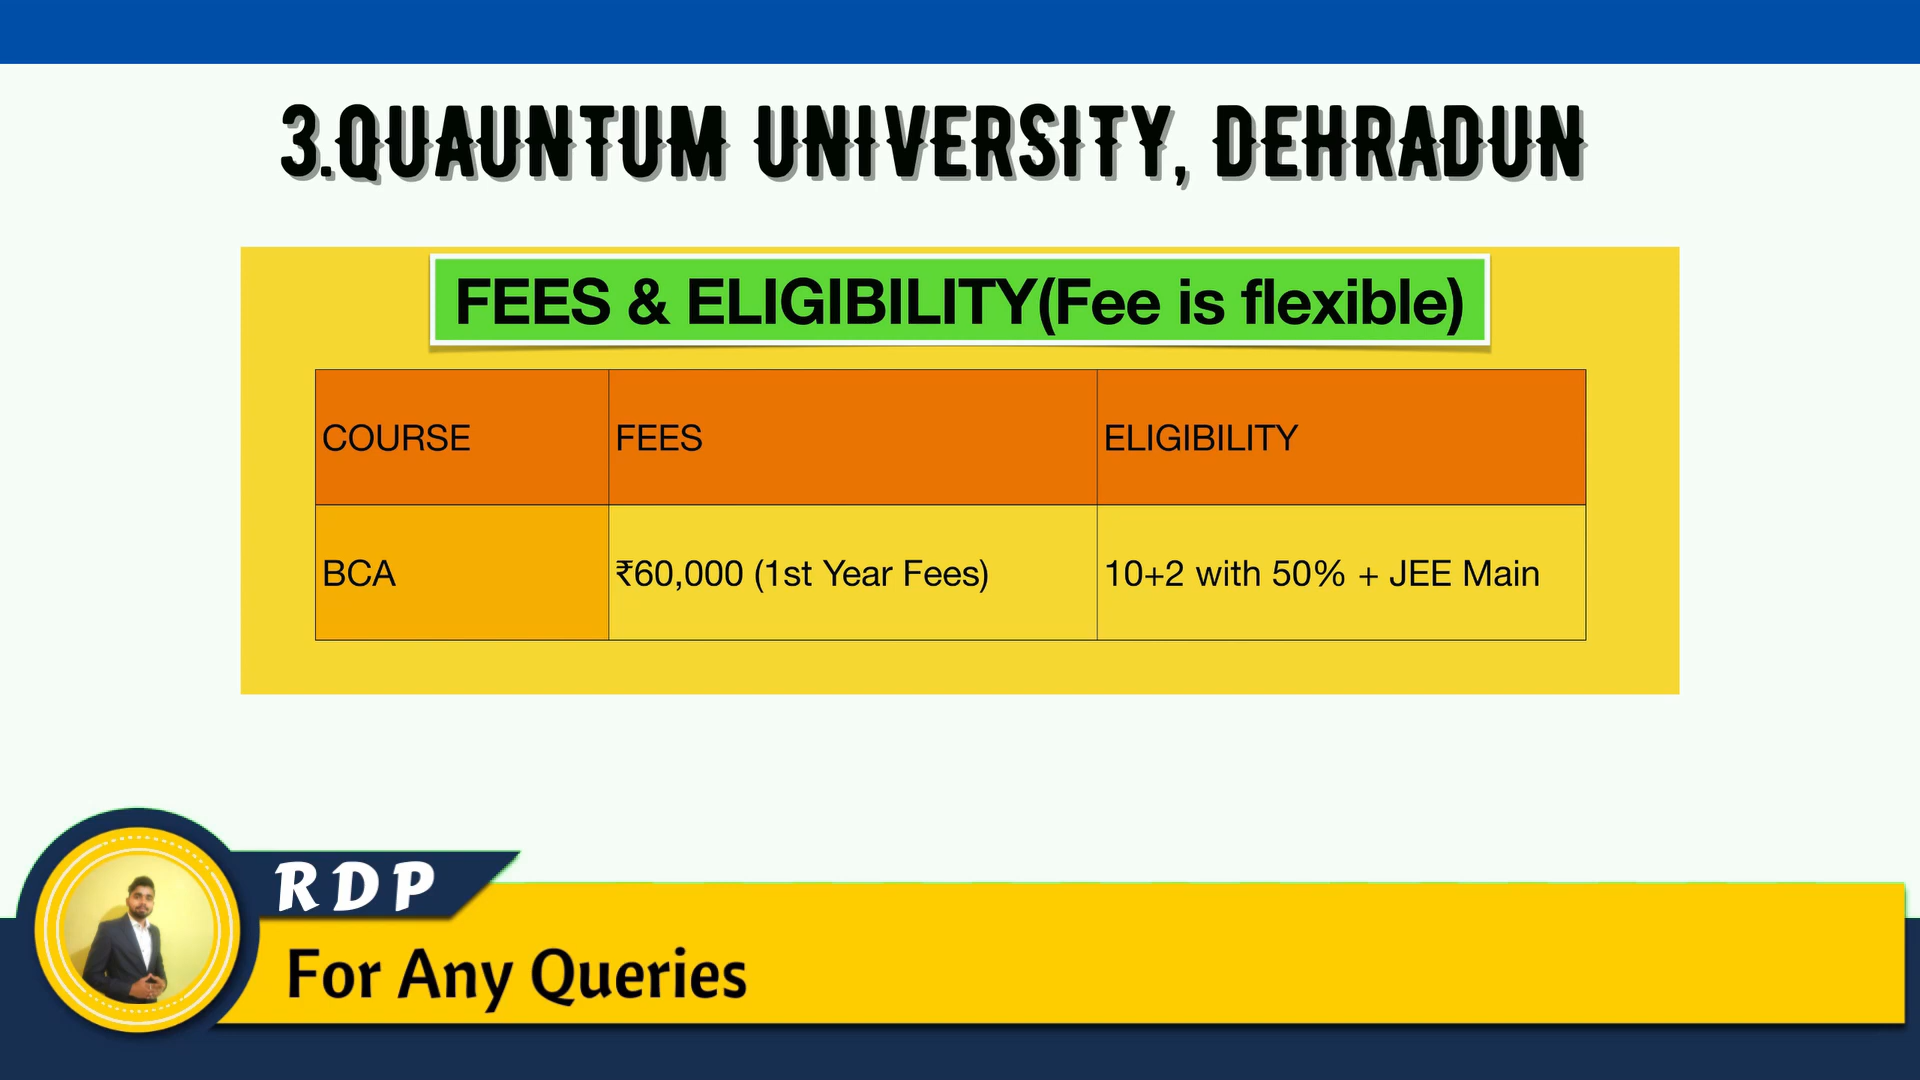 3.QUAUNTUM UNIVERSITY, DEHRADUN
FEES & ELIGIBILITY(Fee is flexible)
COURSE FEES ELIGIBILITY
BCA ₹60,000 (1st Year Fees) 10+2 with 50% + JEE Main
RDP
For Any Queries